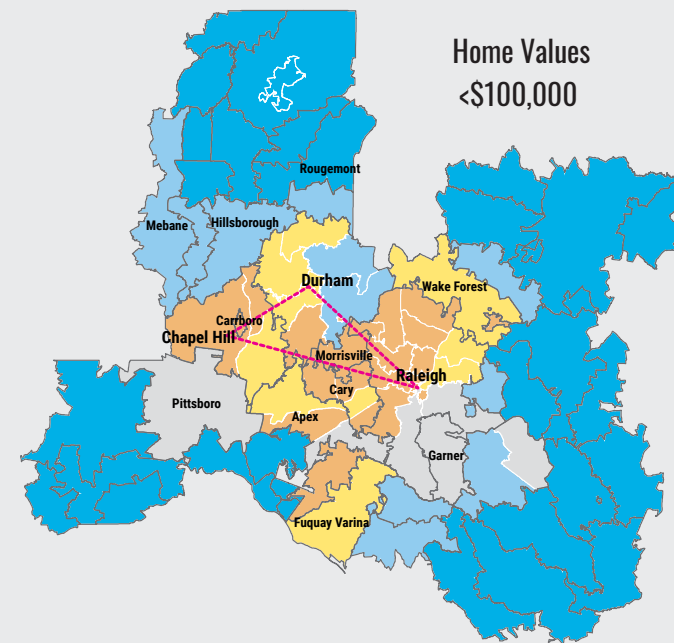 Home Values
<$100,000
Rougemont
Mebane
Hillsborough
Durham
Wake Forest
Carrboro
Chapel Hill
Morrisville
Raleigh
Cary
Pittsboro
Apex
Garner
Fuquay Varina